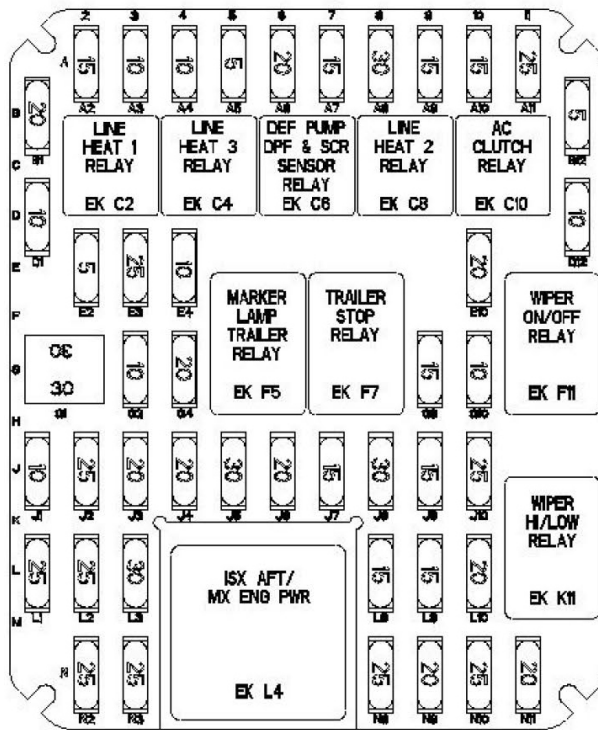 2 3 4 5 6 7 8 9 10 11
A 15 10 10 5 20 15 30 15 15 25
A2 A3 A4 A5 A6 A7 A8 A9 A10 A11
B 20 5
B1 B12
LINE HEAT 1 RELAY EK C2
LINE HEAT 3 RELAY EK C4
DEF PUMP DPF & SCR SENSOR RELAY EK C6
LINE HEAT 2 RELAY EK C8
AC CLUTCH RELAY EK C10
C
D 10 10
D1 D12
E 5 25 10 20
E2 E3 E4 E10
F
MARKER LAMP TRAILER RELAY EK F5
TRAILER STOP RELAY EK F7
WIPER ON/OFF RELAY EK F11
G 30 30 10 20 15 10
G1 G3 G4 G9 G10
H
J 10 25 20 20 30 20 15 30 15 25
J1 J2 J3 J4 J5 J6 J7 J8 J9 J10
K
WIPER HI/LOW RELAY EK K11
L 25 25 30 15 15 20
L1 L2 L3 L8 L9 L10
ISX AFT/ MX ENG PWR EK L4
M
N 25 25 25 20 25 20
N2 N3 N8 N9 N10 N11